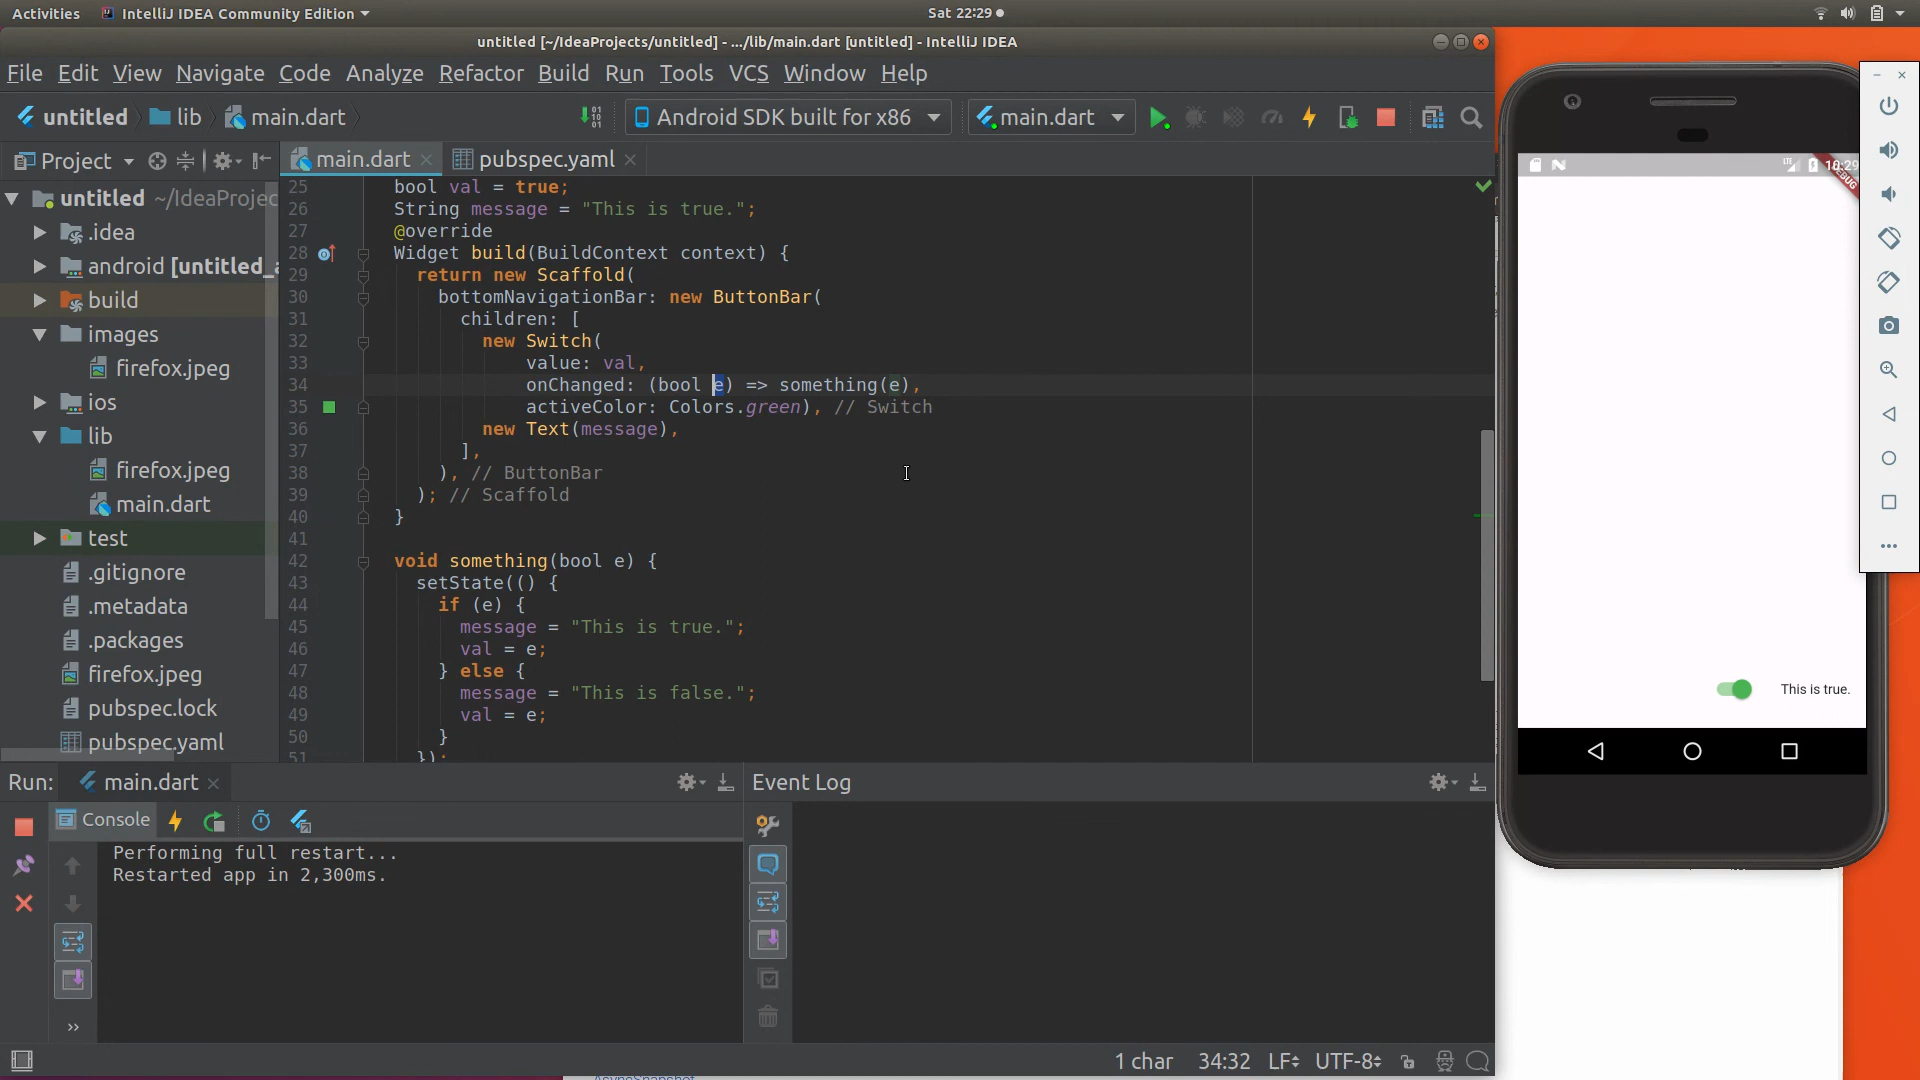 Activities
IntelliJ IDEA Community Edition
Sat 22:29
untitled [~/IdeaProjects/untitled] - .../lib/main.dart [untitled] - IntelliJ IDEA
File Edit View Navigate Code Analyze Refactor Build Run Tools VCS Window Help
untitled
lib
main.dart
Android SDK built for x86
main.dart
Project
main.dart
pubspec.yaml
untitled ~/IdeaProjec
.idea
android [untitled_a
build
images
firefox.jpeg
ios
lib
firefox.jpeg
main.dart
test
.gitignore
.metadata
.packages
firefox.jpeg
pubspec.lock
pubspec.yaml
25 bool val = true;
26 String message = "This is true.";
27 @override
28 Widget build(BuildContext context) {
29 return new Scaffold(
30 bottomNavigationBar: new ButtonBar(
31 children: [
32 new Switch(
33 value: val,
34 onChanged: (bool e) => something(e),
35 activeColor: Colors.green), // Switch
36 new Text(message),
37 ],
38 ), // ButtonBar
39 ); // Scaffold
40 }
41
42 void something(bool e) {
43 setState(() {
44 if (e) {
45 message = "This is true.";
46 val = e;
47 } else {
48 message = "This is false.";
49 val = e;
50 }
51 });
Run:
main.dart
Console
Performing full restart...
Restarted app in 2,300ms.
Event Log
1 char
34:32
LF
UTF-8
LTE
10:29
DEBUG
This is true.
AsyncSnapshot